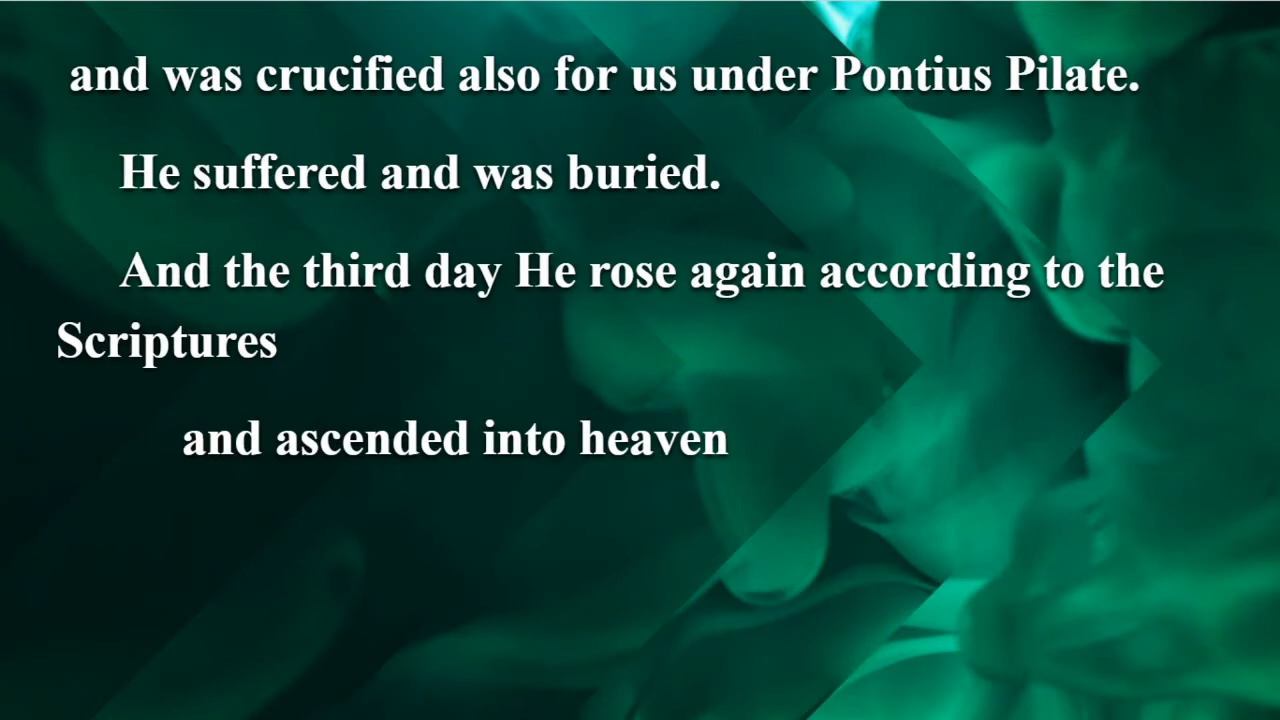 and was crucified also for us under Pontius Pilate.
He suffered and was buried.
And the third day He rose again according to the
Scriptures
and ascended into heaven